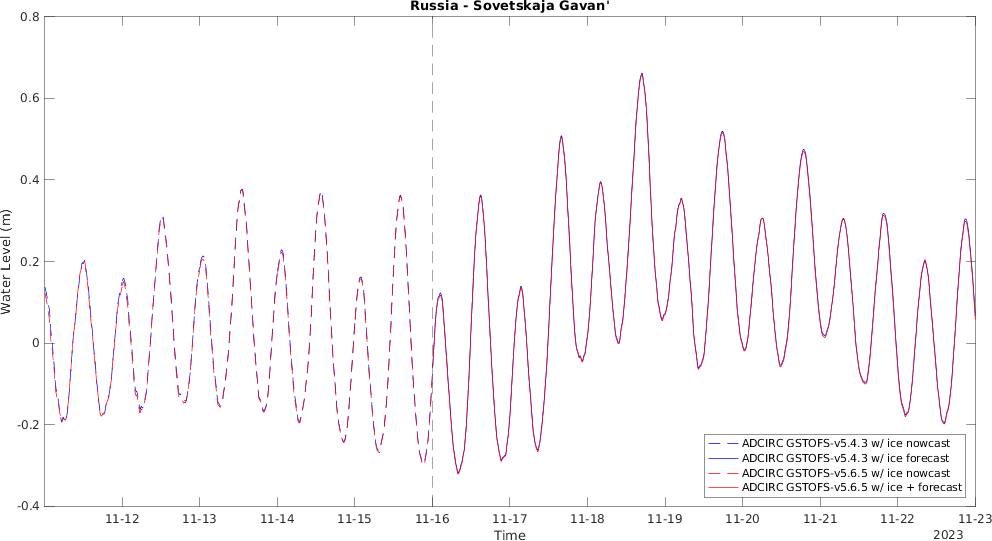 Russia - Sovetskaja Gavan'
0.8
0.6
0.4
0.2
0
-0.2
-0.4
Water Level (m)
11-12 11-13 11-14 11-15 11-16 11-17 11-18 11-19 11-20 11-21 11-22 11-23
Time
2023
ADCIRC GSTOFS-v5.4.3 w/ ice nowcast
ADCIRC GSTOFS-v5.4.3 w/ ice forecast
ADCIRC GSTOFS-v5.6.5 w/ ice nowcast
ADCIRC GSTOFS-v5.6.5 w/ ice + forecast